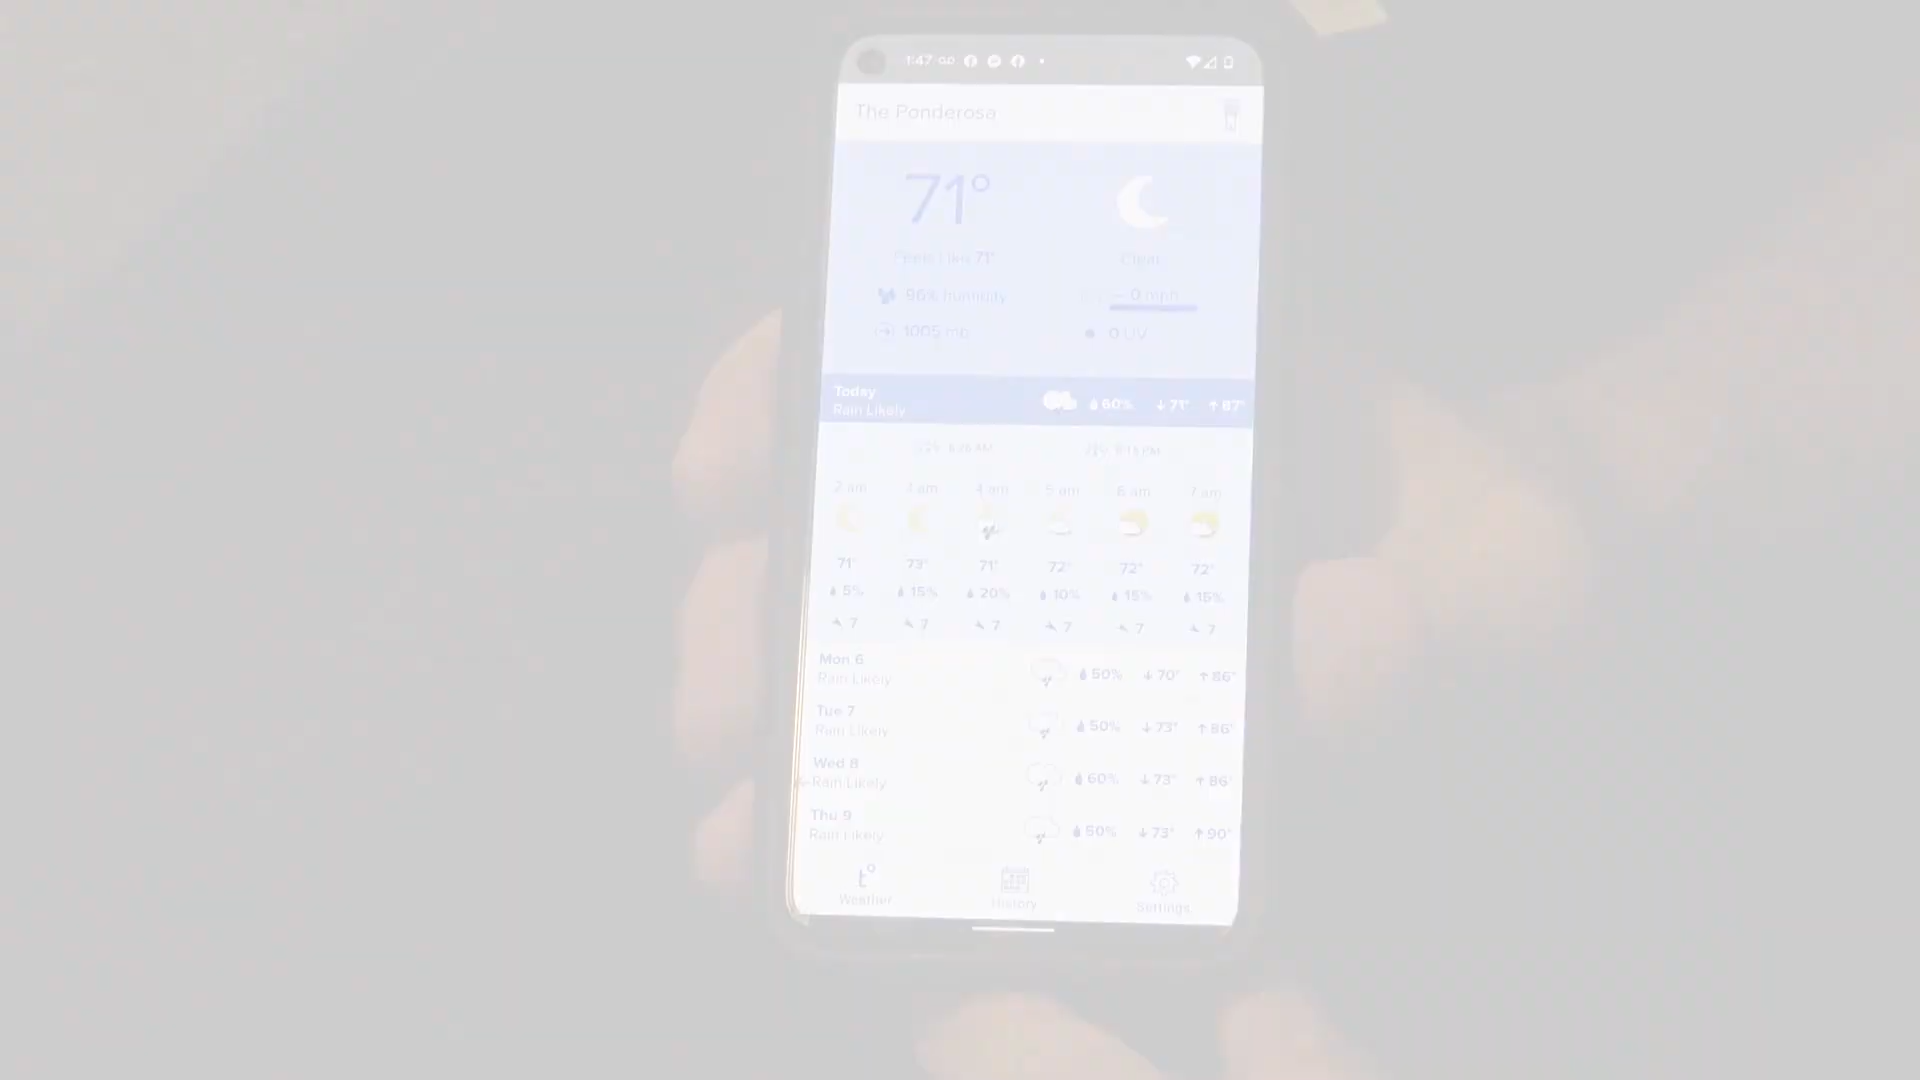 1:47
The Ponderosa
71°
Feels Like 71°
Clear
96% humidity
0 mph
1005 mb
0 UV
Today
Rain Likely
60% 71° 87°
2 am 3 am 4 am 5 am 6 am 7 am
71° 73° 71° 72° 72° 72°
5% 15% 20% 10% 15% 15%
7 7 7 7 7 7
Mon 6
Rain Likely
50% 70° 86°
Tue 7
Rain Likely
50% 73° 86°
Wed 8
Rain Likely
60% 73° 86°
Thu 9
Rain Likely
50% 73° 90°
Weather History Settings